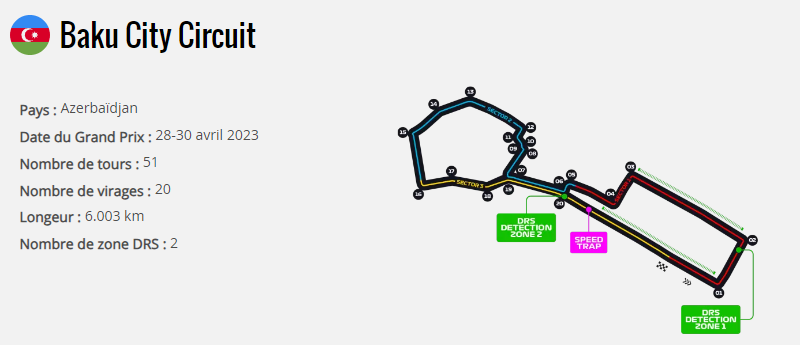 Baku City Circuit
Pays : Azerbaïdjan
Date du Grand Prix : 28-30 avril 2023
Nombre de tours : 51
Nombre de virages : 20
Longeur : 6.003 km
Nombre de zone DRS : 2
13
14
SECTOR 2
15
12
11
10
09
08
07
17
SECTOR 3
16
18
19
06
05
04
03
20
02
01
DRS
DETECTION
ZONE 2
SPEED
TRAP
DRS
DETECTION
ZONE 1